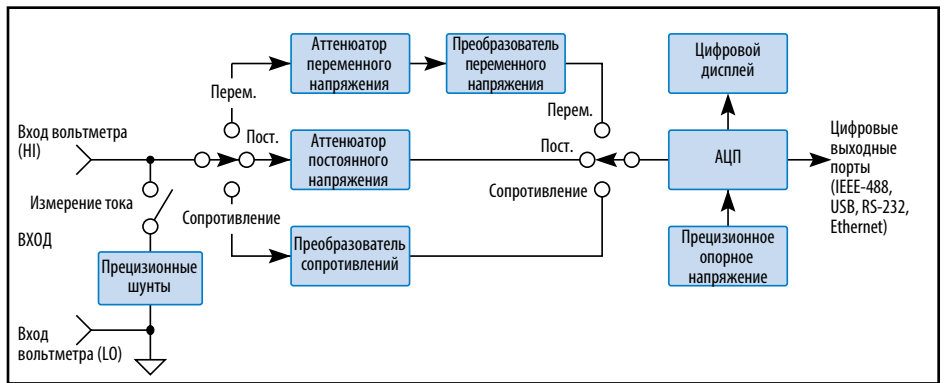 Аттенюатор
переменного
напряжения
Преобразователь
переменного
напряжения
Цифровой
дисплей
Перем.
Перем.
Вход вольтметра
(HI)
Пост.
Аттенюатор
постоянного
напряжения
Пост.
АЦП
Цифровые
выходные
порты
(IEEE-488,
USB, RS-232,
Ethernet)
Измерение тока
Сопротивление
Сопротивление
ВХОД
Прецизионные
шунты
Преобразователь
сопротивлений
Прецизионное
опорное
напряжение
Вход
вольтметра (LO)